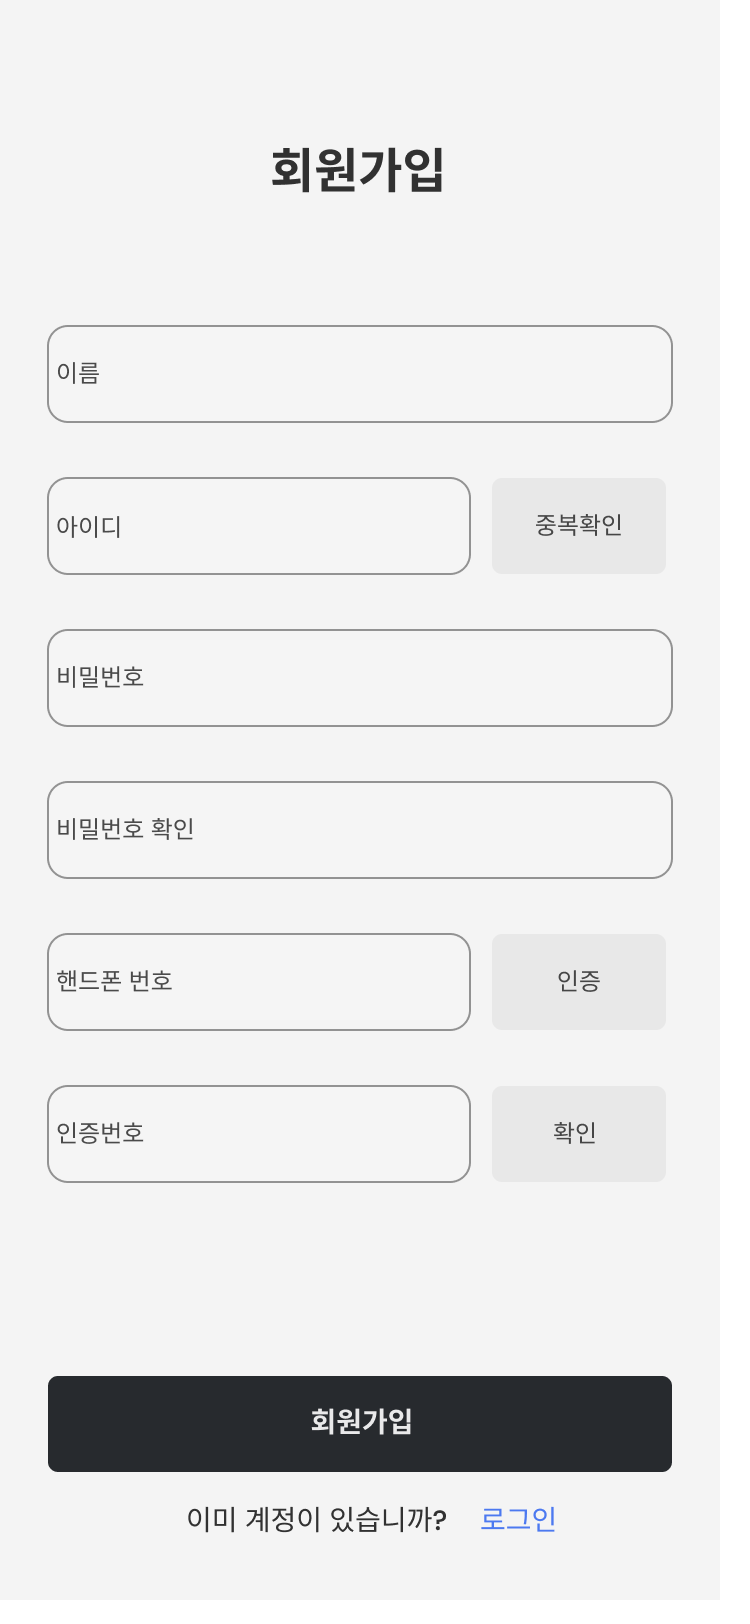 회원가입
이름
아이디
중복확인
비밀번호
비밀번호 확인
핸드폰 번호
인증
인증번호
확인
회원가입
이미 계정이 있습니까? 로그인